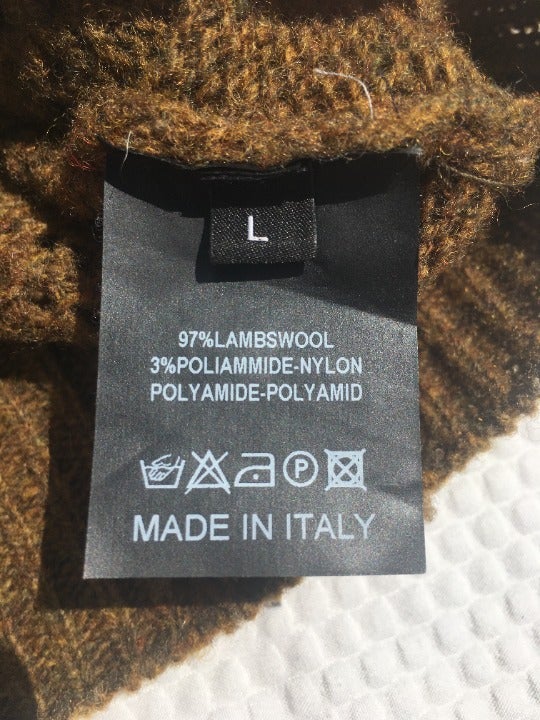 L
97%LAMBSWOOL
3%POLIAMMIDE-NYLON
POLYAMIDE-POLYAMID
P
MADE IN ITALY